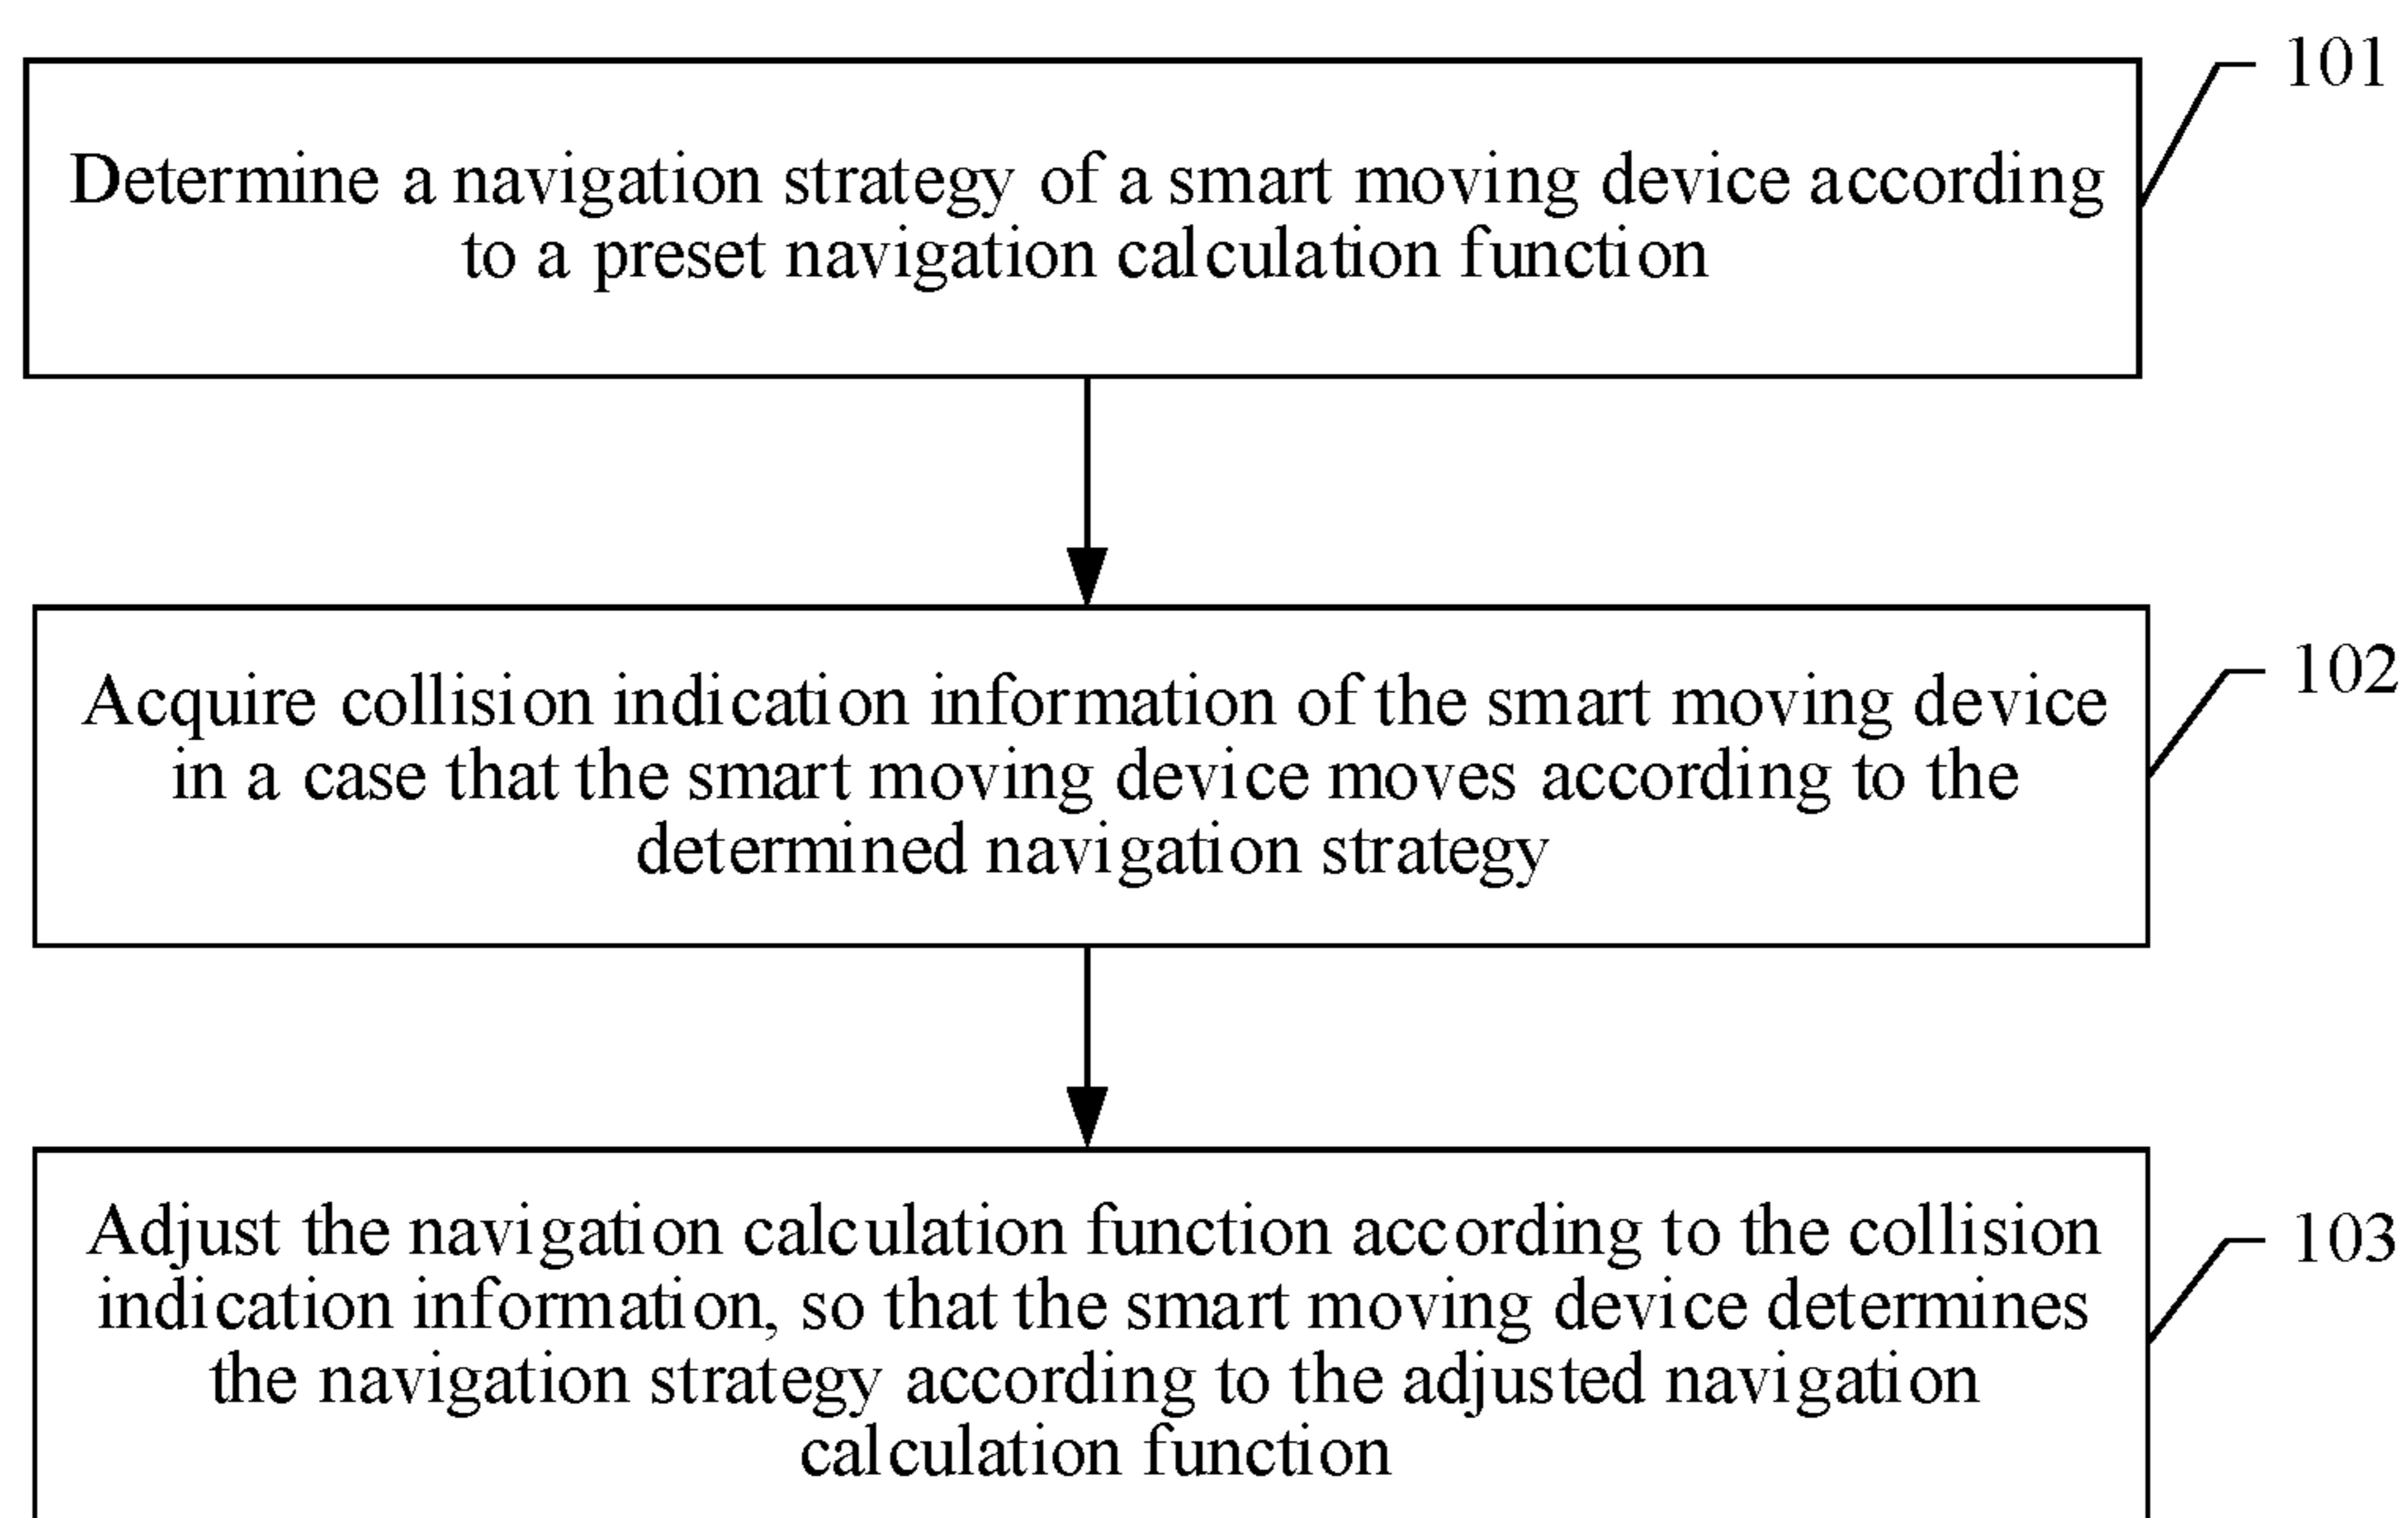 101
Determine a navigation strategy of a smart moving device according
to a preset navigation calculation function
102
Acquire collision indication information of the smart moving device
in a case that the smart moving device moves according to the
determined navigation strategy
103
Adjust the navigation calculation function according to the collision
indication information, so that the smart moving device determines
the navigation strategy according to the adjusted navigation
calculation function